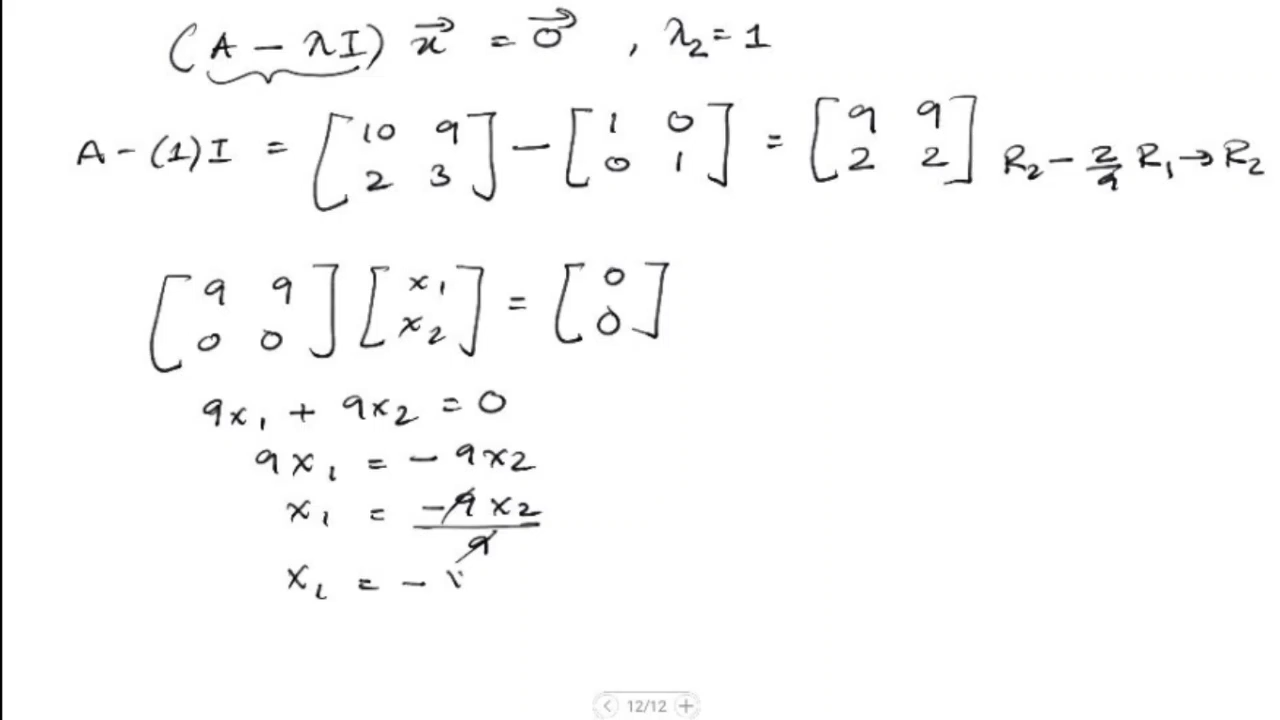 (A - λI) x⃗ = 0⃗ , λ₂ = 1
A - (1)I = [10 9; 2 3] - [1 0; 0 1] = [9 9; 2 2] R₂ - 2/9 R₁ → R₂
[9 9; 0 0] [x₁; x₂] = [0; 0]
9x₁ + 9x₂ = 0
9x₁ = - 9x₂
x₁ = -9x₂/9
x₁ = -
12/12